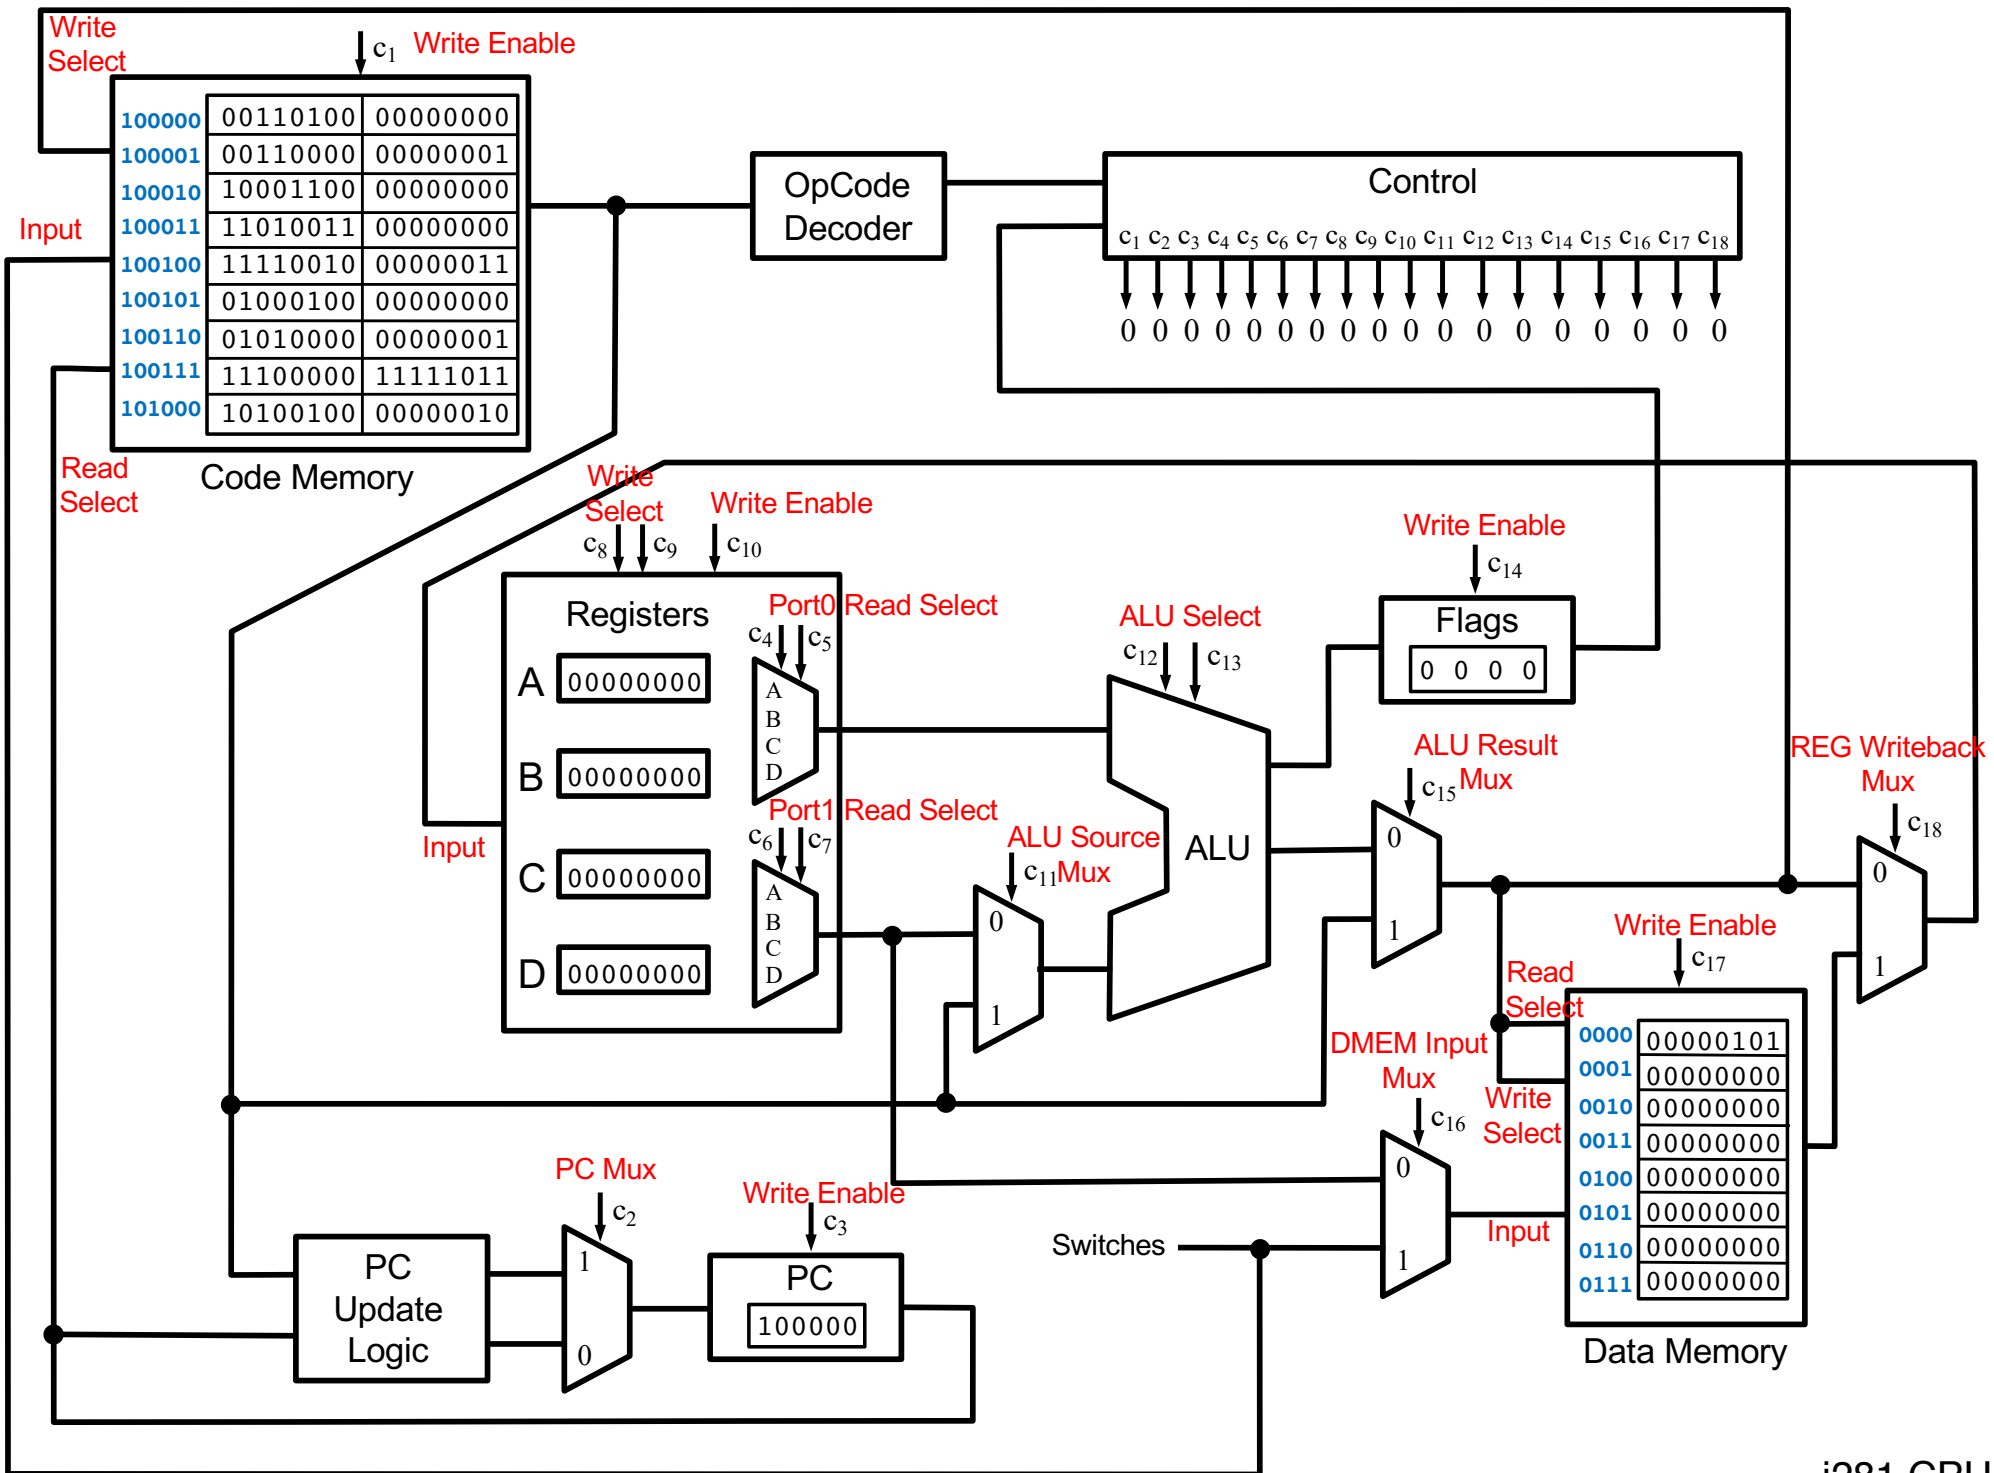 Write
Select
c1 Write Enable
100000 00110100 00000000
100001 00110000 00000001
100010 10001100 00000000
100011 11010011 00000000
100100 11110010 00000011
100101 01000100 00000000
100110 01010000 00000001
100111 11100000 11111011
101000 10100100 00000010
Input
Read
Select
Code Memory
OpCode
Decoder
Control
c1 c2 c3 c4 c5 c6 c7 c8 c9 c10 c11 c12 c13 c14 c15 c16 c17 c18
0 0 0 0 0 0 0 0 0 0 0 0 0 0 0 0 0 0
Write
Select
c8 c9
Write Enable
c10
Registers
A 00000000
B 00000000
C 00000000
D 00000000
Input
Port0 Read Select
c4 c5
A
B
C
D
Port1 Read Select
c6 c7
A
B
C
D
ALU Source
Mux
c11
0
1
ALU Select
c12 c13
ALU
Write Enable
c14
Flags
0 0 0 0
ALU Result
Mux
c15
0
1
REG Writeback
Mux
c18
0
1
Write Enable
c17
Read
Select
Write
Select
Input
0000 00000101
0001 00000000
0010 00000000
0011 00000000
0100 00000000
0101 00000000
0110 00000000
0111 00000000
Data Memory
DMEM Input
Mux
c16
0
1
Switches
PC Mux
c2
1
0
Write Enable
c3
PC
100000
PC
Update
Logic
i281 CPU